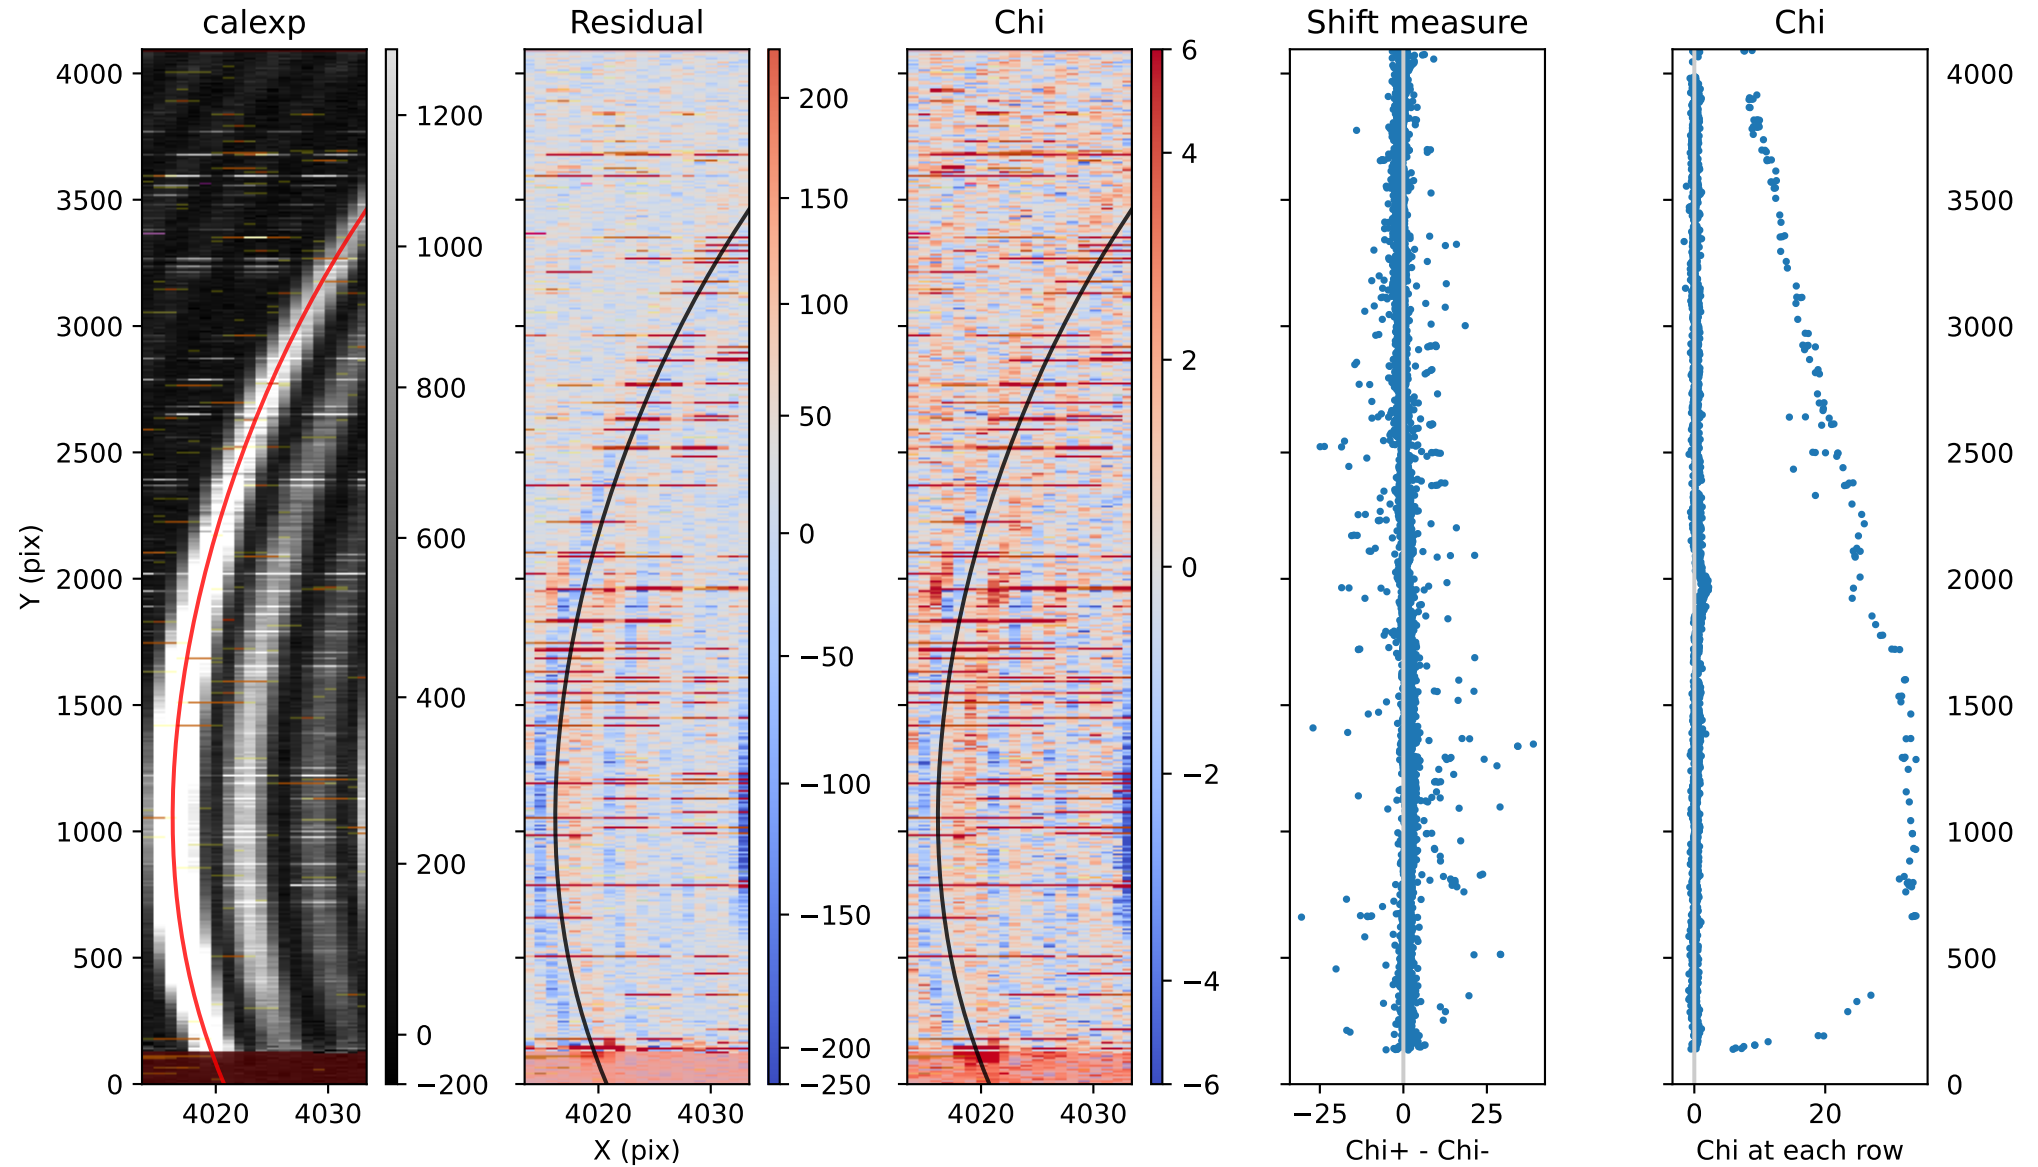 calexp Residual Chi Shift measure Chi
4000 1200 200 6 4000
1000 150 4
3500 3500
800 100 2
3000 3000
600 50 0
2500 2500
Y (pix)
400 0 −2
2000 2000
200 −50 −4
1500 1500
0 −100 −6
1000 1000
−200 −150
500 −200 500
0 −250 0
4020 4030 4020 4030 4020 4030 −25 0 25 0 20
X (pix) Chi+ - Chi- Chi at each row